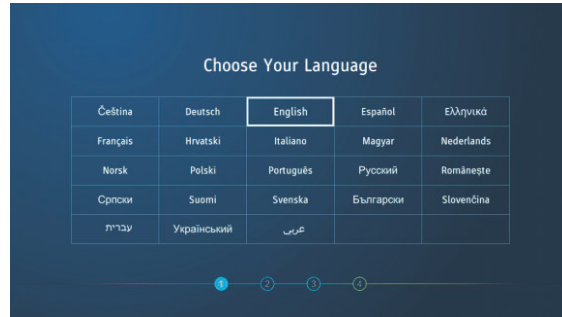 Choose Your Language
Čeština Deutsch English Español Ελληνικά
Français Hrvatski Italiano Magyar Nederlands
Norsk Polski Português Русский Românește
Српски Suomi Svenska Български Slovenčina
עברית Український عربي
1 2 3 4